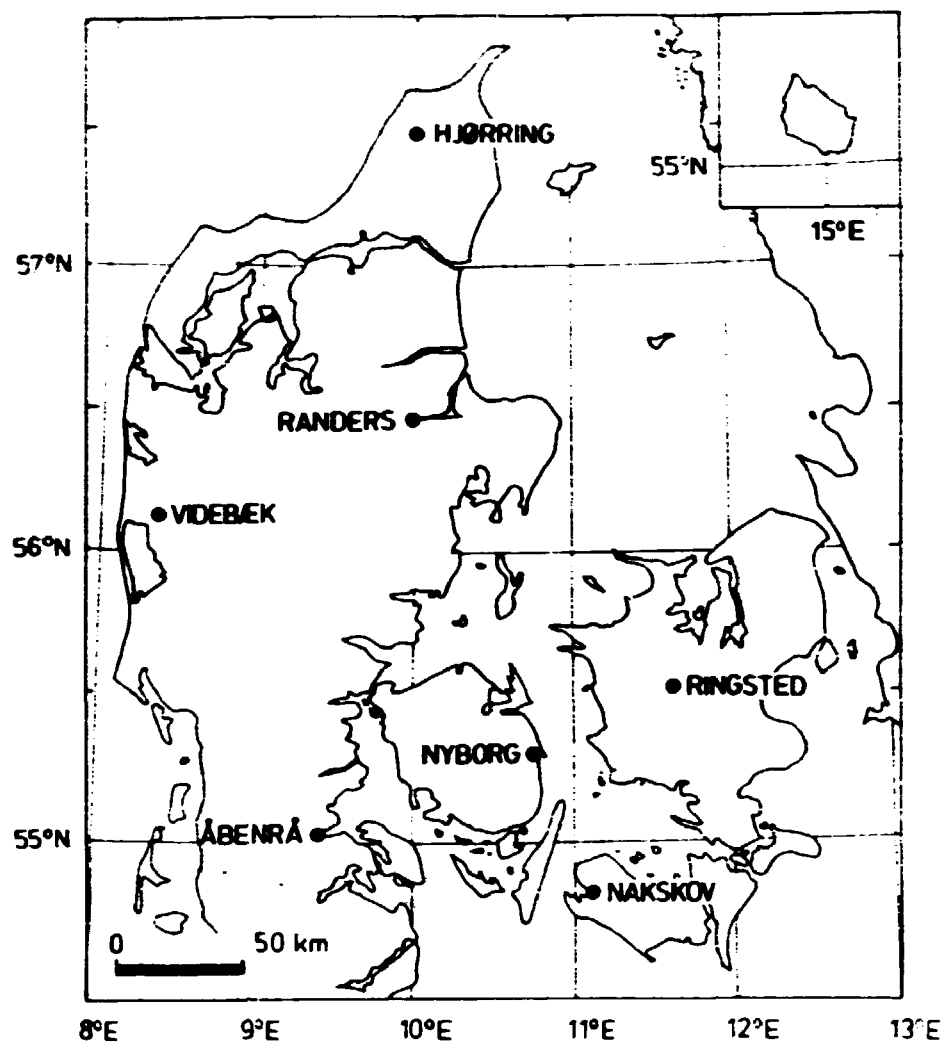 HJØRRING
55°N
15°E
57°N
RANDERS
VIDEBÆK
56°N
RINGSTED
NYBORG
55°N
ÅBENRÅ
NAKSKOV
0 50 km
8°E 9°E 10°E 11°E 12°E 13°E